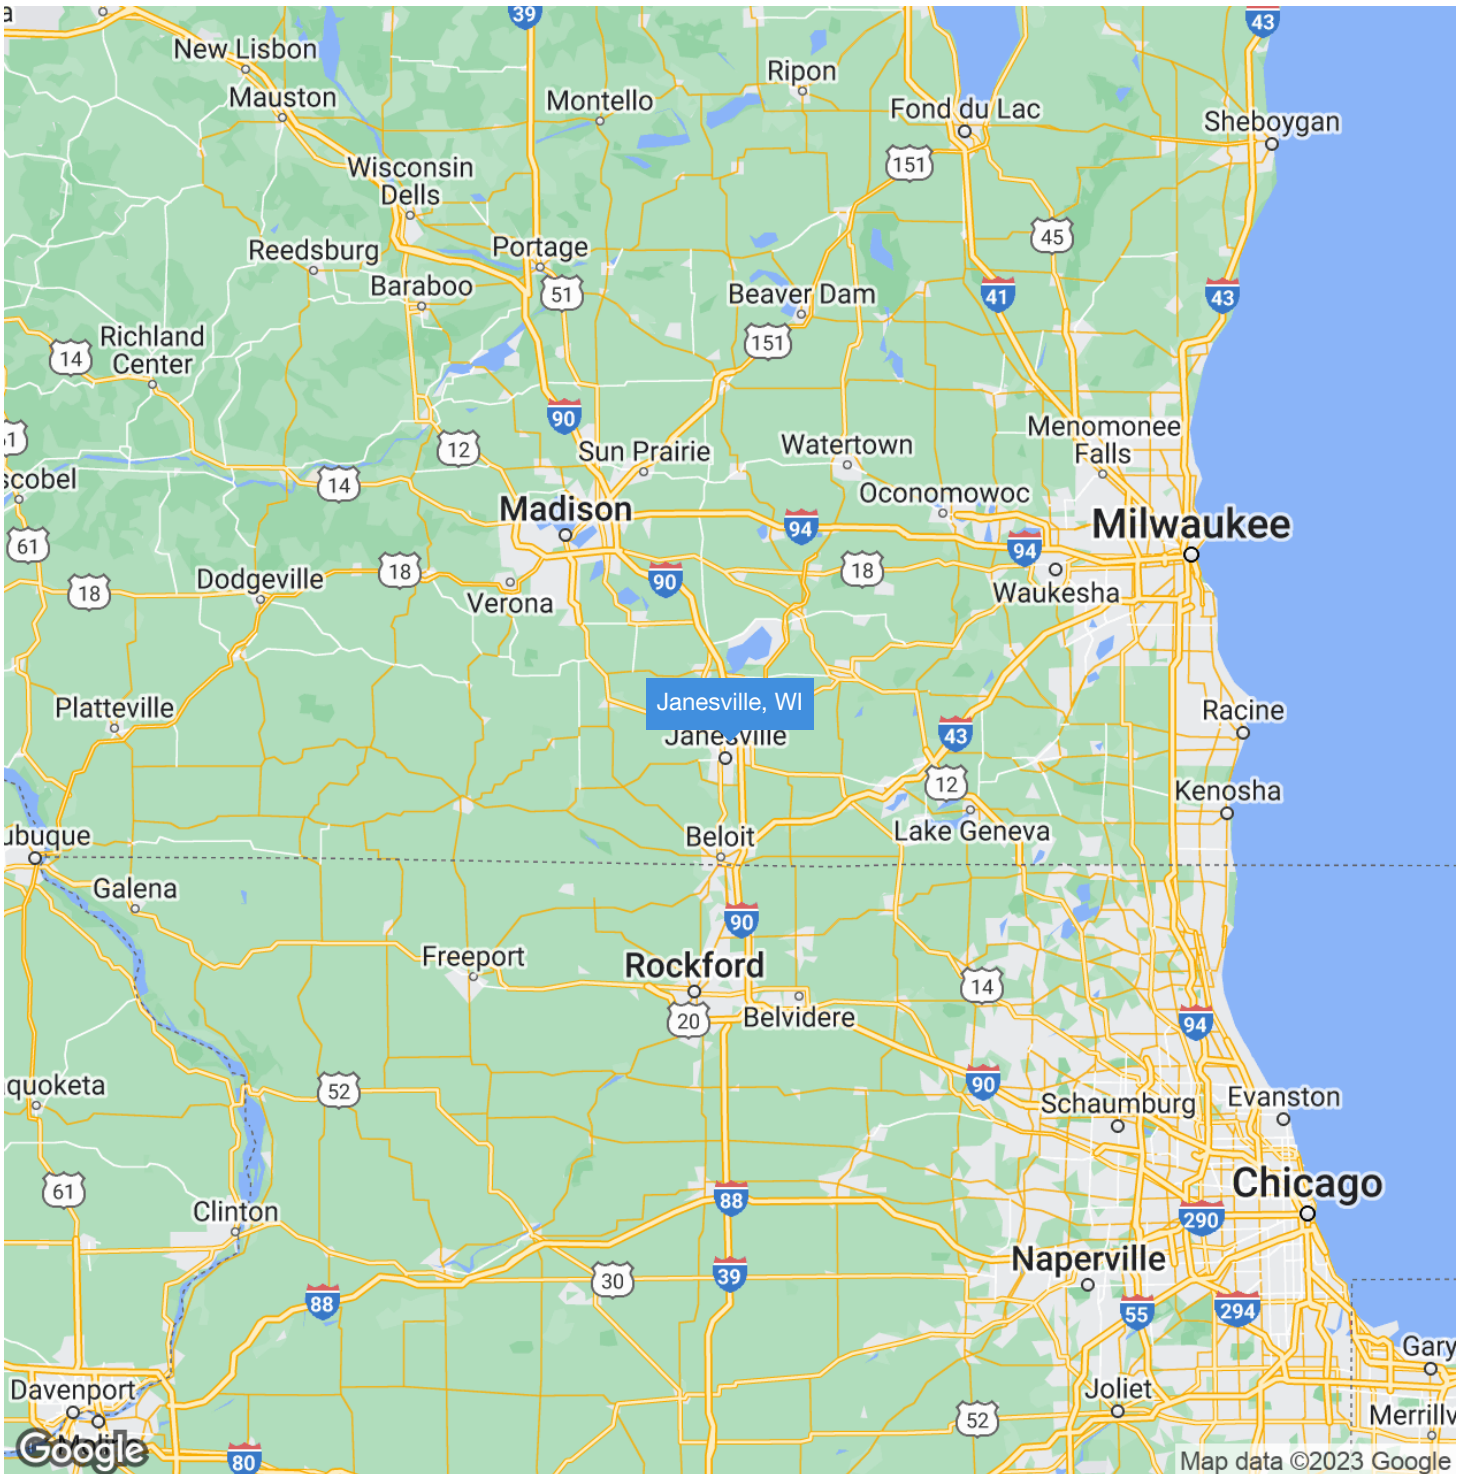 39
43
New Lisbon
Ripon
Mauston
Montello
Fond du Lac
Sheboygan
151
Wisconsin
Dells
45
Reedsburg
Portage
Baraboo
51
Beaver Dam
41
43
Richland
Center
14
151
90
12
Sun Prairie
Watertown
Menomonee
Falls
scobel
14
Oconomowoc
Madison
94
Milwaukee
61
94
18
18
90
Dodgeville
18
Verona
Waukesha
Janesville, WI
Platteville
Racine
Janesville
43
12
Kenosha
ubuque
Beloit
Lake Geneva
Galena
90
Freeport
Rockford
14
20
Belvidere
94
quoketa
52
90
Schaumburg
Evanston
61
Clinton
88
Chicago
290
Naperville
30
39
88
55
294
Gary
Davenport
Joliet
52
Merrillv
Google
80
Map data ©2023 Google